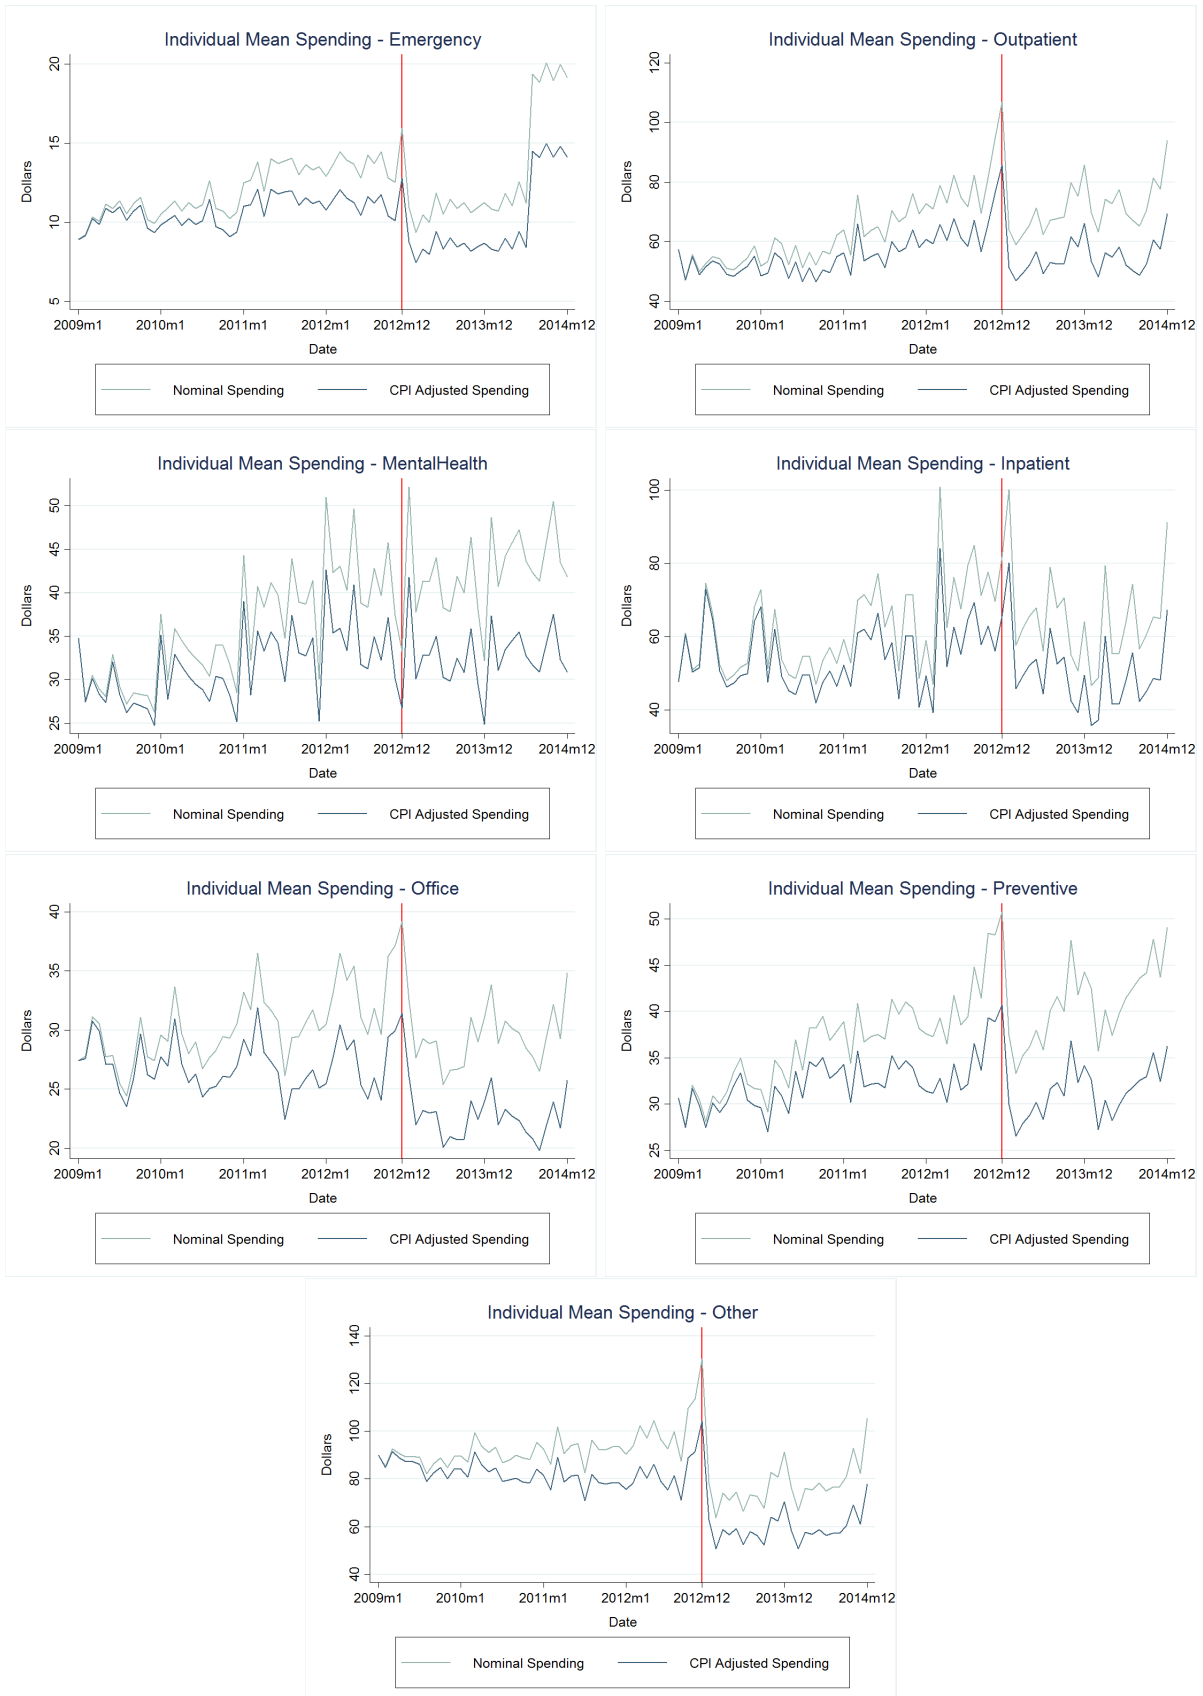 Individual Mean Spending - Emergency
Dollars
20
15
10
5
2009m1 2010m1 2011m1 2012m1 2012m12 2013m12 2014m12
Date
Nominal Spending CPI Adjusted Spending
Individual Mean Spending - Outpatient
Dollars
120
100
80
60
40
2009m1 2010m1 2011m1 2012m1 2012m12 2013m12 2014m12
Date
Nominal Spending CPI Adjusted Spending
Individual Mean Spending - MentalHealth
Dollars
50
45
40
35
30
25
2009m1 2010m1 2011m1 2012m1 2012m12 2013m12 2014m12
Date
Nominal Spending CPI Adjusted Spending
Individual Mean Spending - Inpatient
Dollars
100
80
60
40
2009m1 2010m1 2011m1 2012m1 2012m12 2013m12 2014m12
Date
Nominal Spending CPI Adjusted Spending
Individual Mean Spending - Office
Dollars
40
35
30
25
20
2009m1 2010m1 2011m1 2012m1 2012m12 2013m12 2014m12
Date
Nominal Spending CPI Adjusted Spending
Individual Mean Spending - Preventive
Dollars
50
45
40
35
30
25
2009m1 2010m1 2011m1 2012m1 2012m12 2013m12 2014m12
Date
Nominal Spending CPI Adjusted Spending
Individual Mean Spending - Other
Dollars
140
120
100
80
60
40
2009m1 2010m1 2011m1 2012m1 2012m12 2013m12 2014m12
Date
Nominal Spending CPI Adjusted Spending